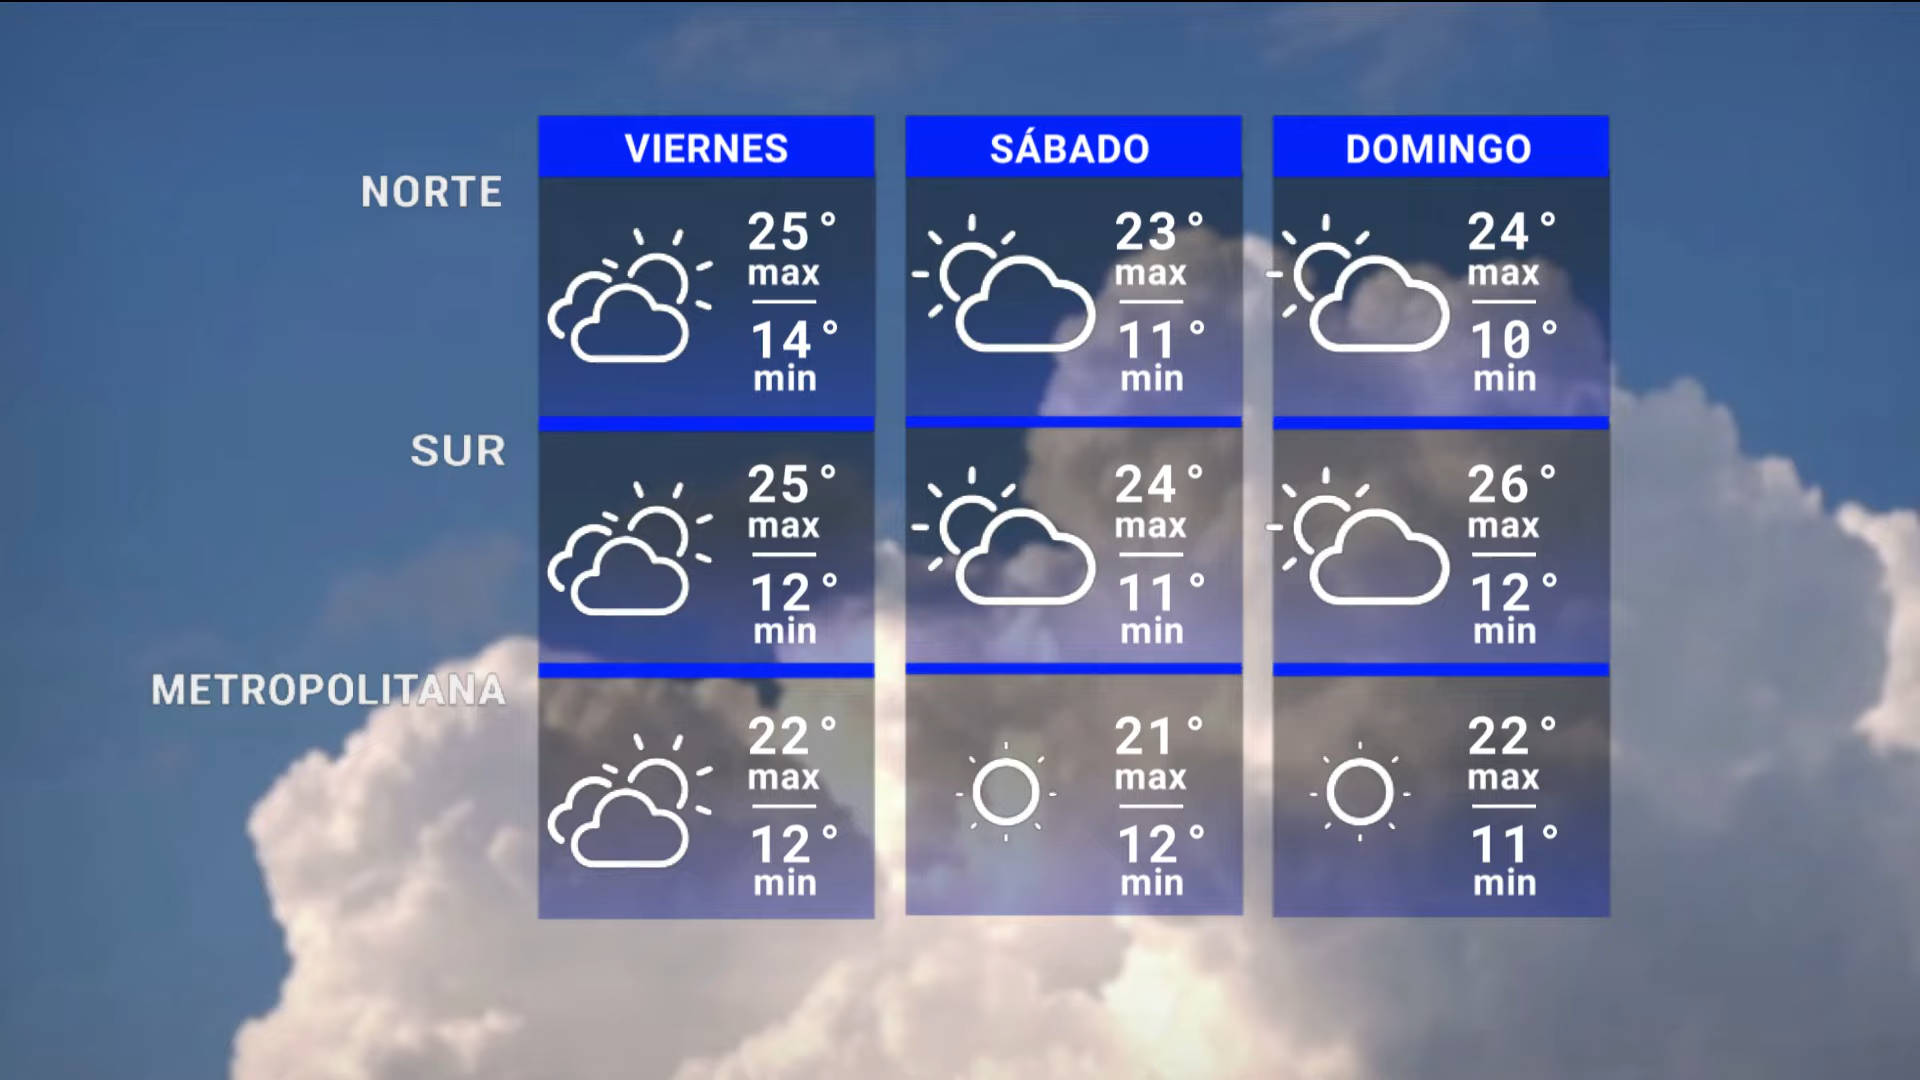 VIERNES SÁBADO DOMINGO
NORTE
25° 23° 24°
max max max
14° 11° 10°
min min min
SUR
25° 24° 26°
max max max
12° 11° 12°
min min min
METROPOLITANA
22° 21° 22°
max max max
12° 12° 11°
min min min